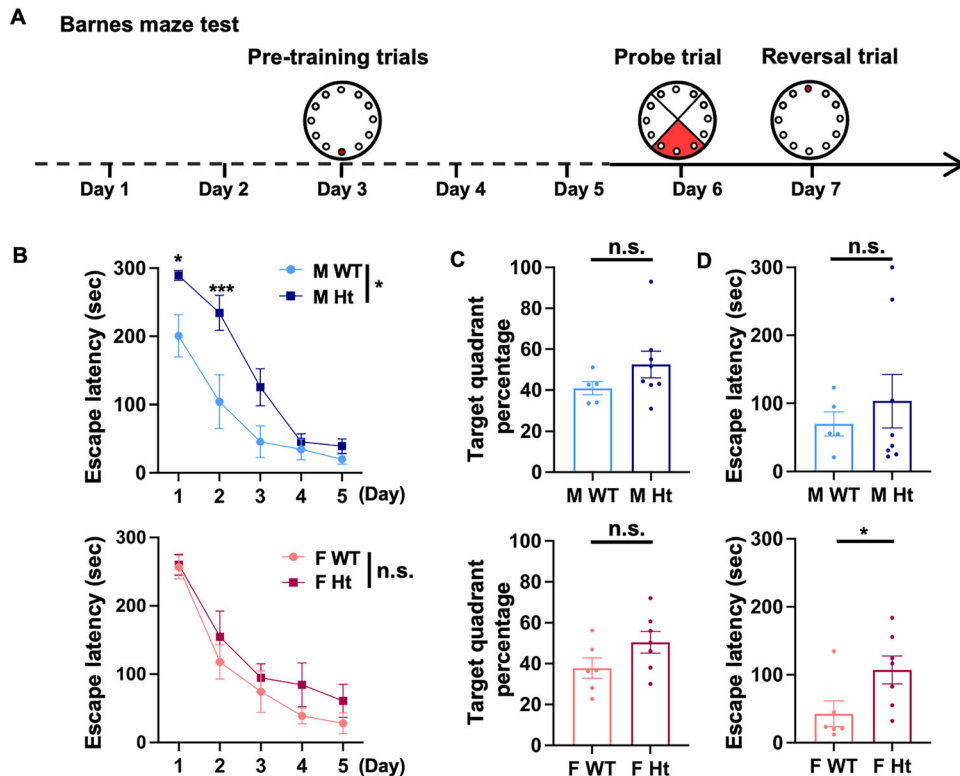 A
Barnes maze test
Pre-training trials
Probe trial
Reversal trial
Day 1
Day 2
Day 3
Day 4
Day 5
Day 6
Day 7
B
Escape latency (sec)
300
200
100
0
*
***
M WT
M Ht
*
1 2 3 4 5 (Day)
C
Target quadrant
percentage
100
80
60
40
20
0
n.s.
M WT M Ht
D
Escape latency (sec)
300
200
100
0
n.s.
M WT M Ht
Escape latency (sec)
300
200
100
0
F WT
F Ht
n.s.
1 2 3 4 5 (Day)
Target quadrant
percentage
100
80
60
40
20
0
n.s.
F WT F Ht
Escape latency (sec)
300
200
100
0
*
F WT F Ht